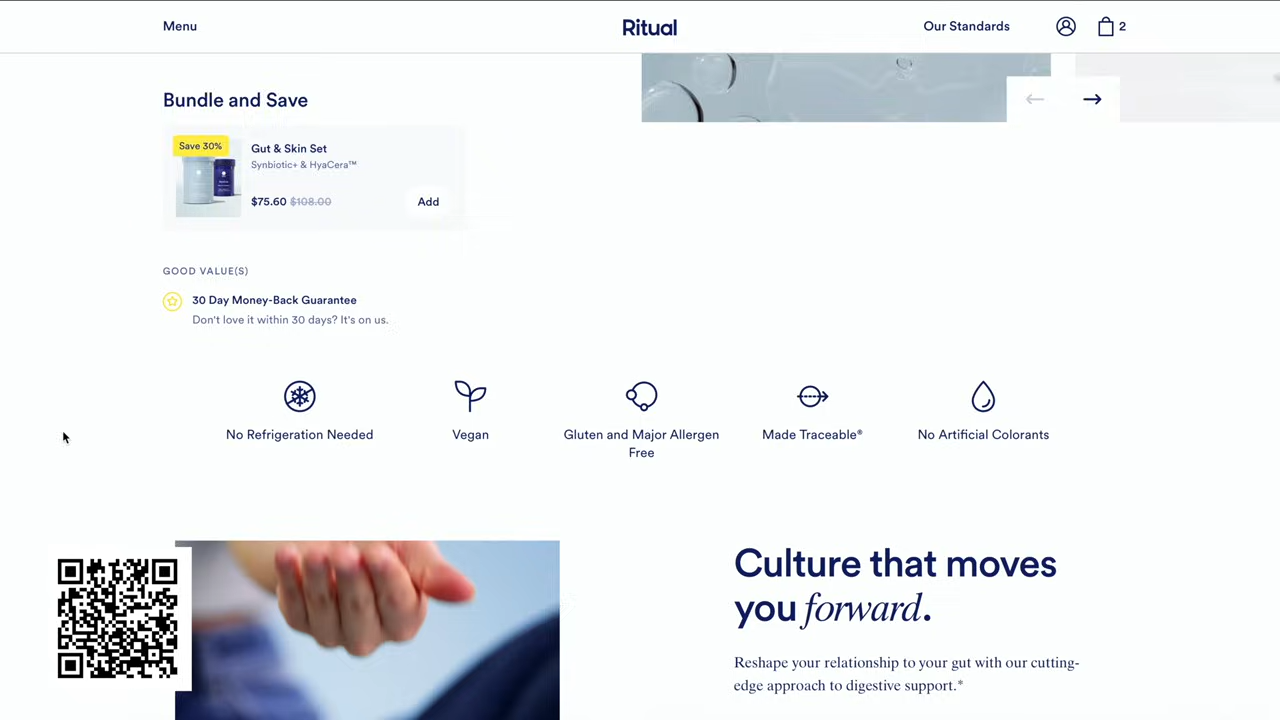 Menu
Ritual
Our Standards
2
Bundle and Save
Save 30%
Gut & Skin Set
Synbiotic+ & HyaCera™
$75.60 $108.00
Add
GOOD VALUE(S)
30 Day Money-Back Guarantee
Don't love it within 30 days? It's on us.
No Refrigeration Needed
Vegan
Gluten and Major Allergen
Free
Made Traceable®
No Artificial Colorants
Culture that moves
you forward.
Reshape your relationship to your gut with our cutting-
edge approach to digestive support.*